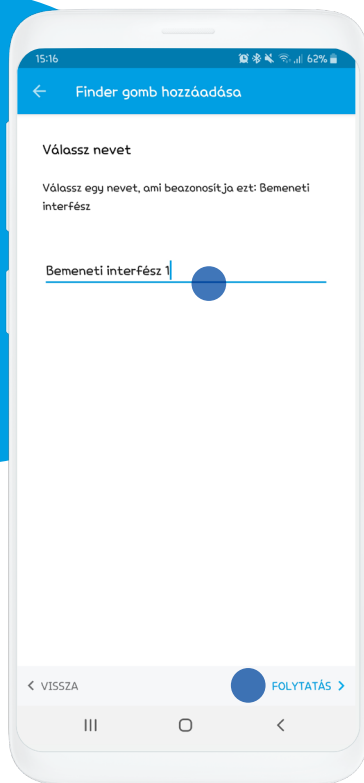 15:16
62%
Finder gomb hozzáadása
Válassz nevet
Válassz egy nevet, ami beazonosítja ezt: Bemeneti
interfész
Bemeneti interfész 1
VISSZA
FOLYTATÁS